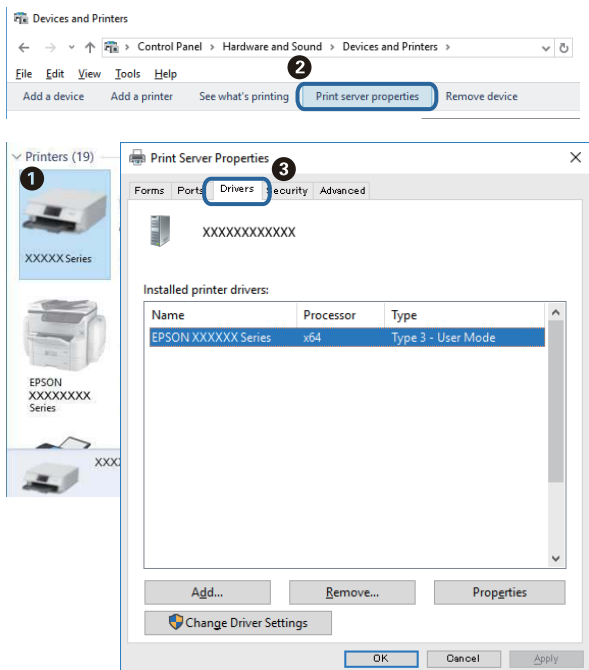 Devices and Printers
Control Panel > Hardware and Sound > Devices and Printers >
File Edit View Tools Help
2
Add a device Add a printer See what's printing Print server properties Remove device
Printers (19)
1
XXXXX Series
EPSON
XXXXXXXX
Series
XXX
Print Server Properties
3
Forms Ports Drivers ecurity Advanced
XXXXXXXXXXXX
Installed printer drivers:
Name Processor Type
EPSON XXXXXX Series x64 Type 3 - User Mode
Add... Remove... Properties
Change Driver Settings
OK Cancel Apply